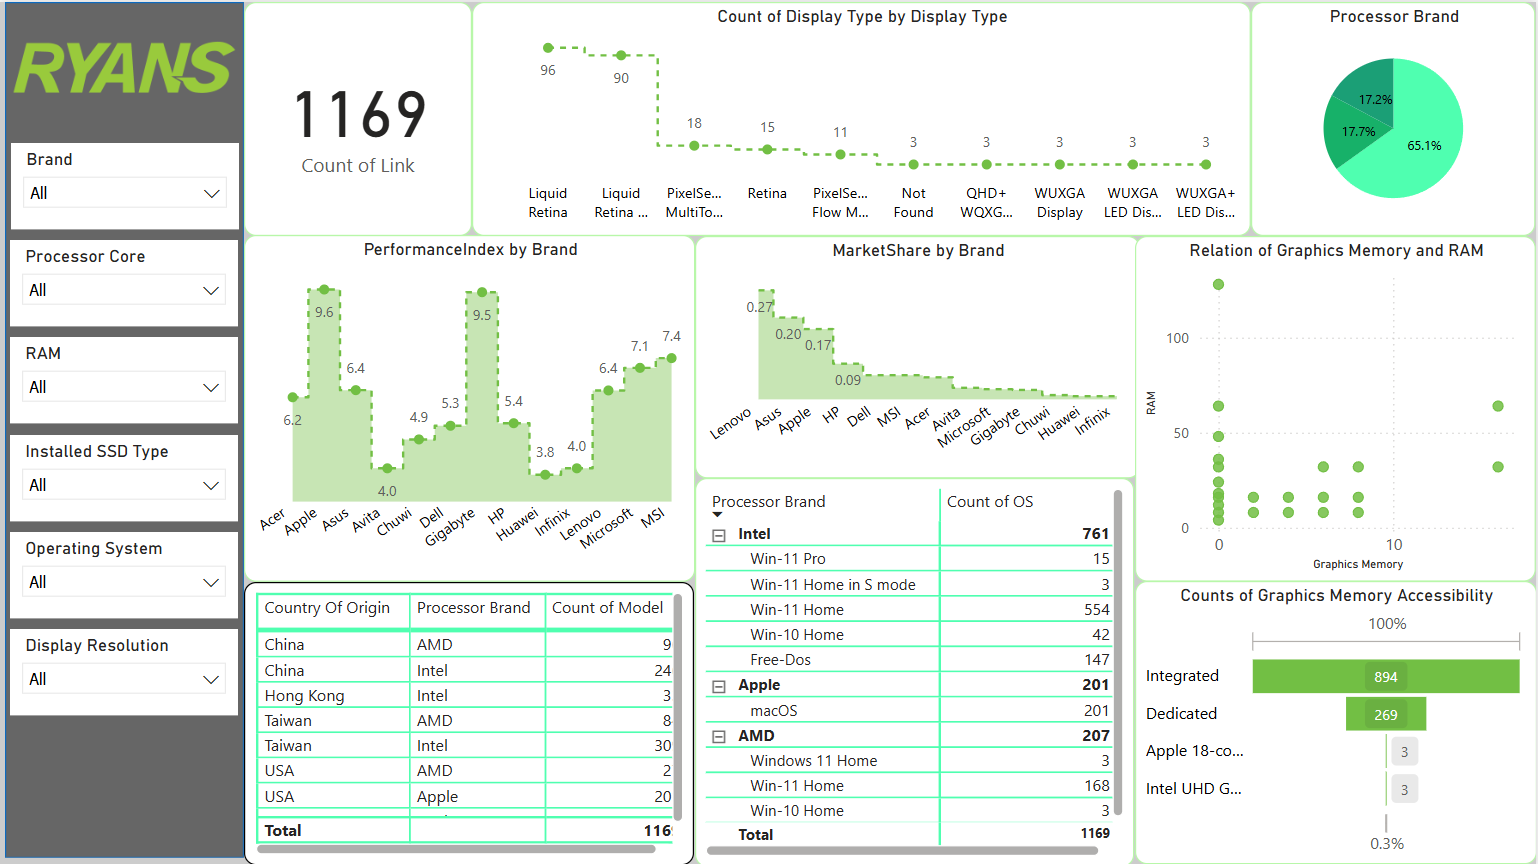 RYANS
Brand
All
Processor Core
All
RAM
All
Installed SSD Type
All
Operating System
All
Display Resolution
All
1169
Count of Link
Count of Display Type by Display Type
96
90
18
15
11
3
3
3
3
3
Liquid Retina
Liquid Retina ...
PixelSe... MultiTo...
Retina
PixelSe... Flow M...
Not Found
QHD+ WQXG...
WUXGA Display
WUXGA LED Dis...
WUXGA+ LED Dis...
Processor Brand
17.2%
17.7%
65.1%
PerformanceIndex by Brand
6.2
9.6
6.4
4.0
4.9
5.3
9.5
5.4
3.8
4.0
6.4
7.1
7.4
Acer
Apple
Asus
Avita
Chuwi
Dell
Gigabyte
HP
Huawei
Infinix
Lenovo
Microsoft
MSI
MarketShare by Brand
0.27
0.20
0.17
0.09
Lenovo
Asus
Apple
HP
Dell
MSI
Acer
Avita
Microsoft
Gigabyte
Chuwi
Huawei
Infinix
Relation of Graphics Memory and RAM
RAM
100
50
0
0
10
Graphics Memory
Country Of Origin Processor Brand Count of Model
China AMD 9
China Intel 24
Hong Kong Intel 3
Taiwan AMD 8
Taiwan Intel 30
USA AMD 2
USA Apple 20
Total 116
Processor Brand Count of OS
Intel 761
Win-11 Pro 15
Win-11 Home in S mode 3
Win-11 Home 554
Win-10 Home 42
Free-Dos 147
Apple 201
macOS 201
AMD 207
Windows 11 Home 3
Win-11 Home 168
Win-10 Home 3
Total 1169
Counts of Graphics Memory Accessibility
100%
Integrated 894
Dedicated 269
Apple 18-co... 3
Intel UHD G... 3
0.3%